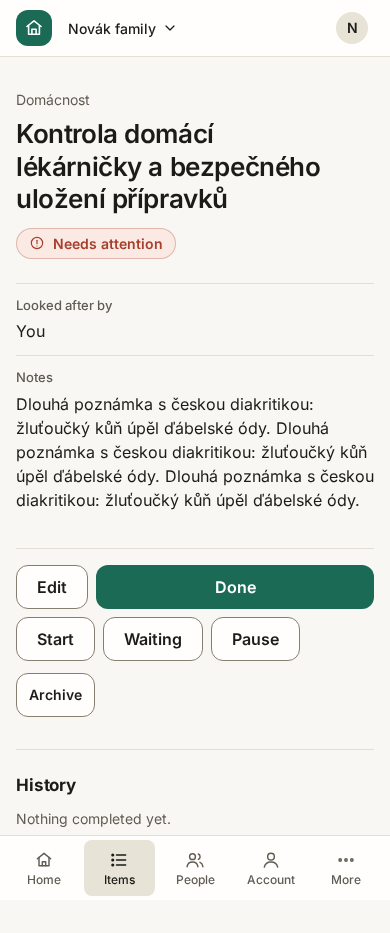 Novák family
N
Domácnost
Kontrola domácí
lékárničky a bezpečného
uložení přípravků
Needs attention
Looked after by
You
Notes
Dlouhá poznámka s českou diakritikou:
žluťoučký kůň úpěl ďábelské ódy. Dlouhá
poznámka s českou diakritikou: žluťoučký kůň
úpěl ďábelské ódy. Dlouhá poznámka s českou
diakritikou: žluťoučký kůň úpěl ďábelské ódy.
Edit Done
Start Waiting Pause
Archive
History
Nothing completed yet.
Home Items People Account More